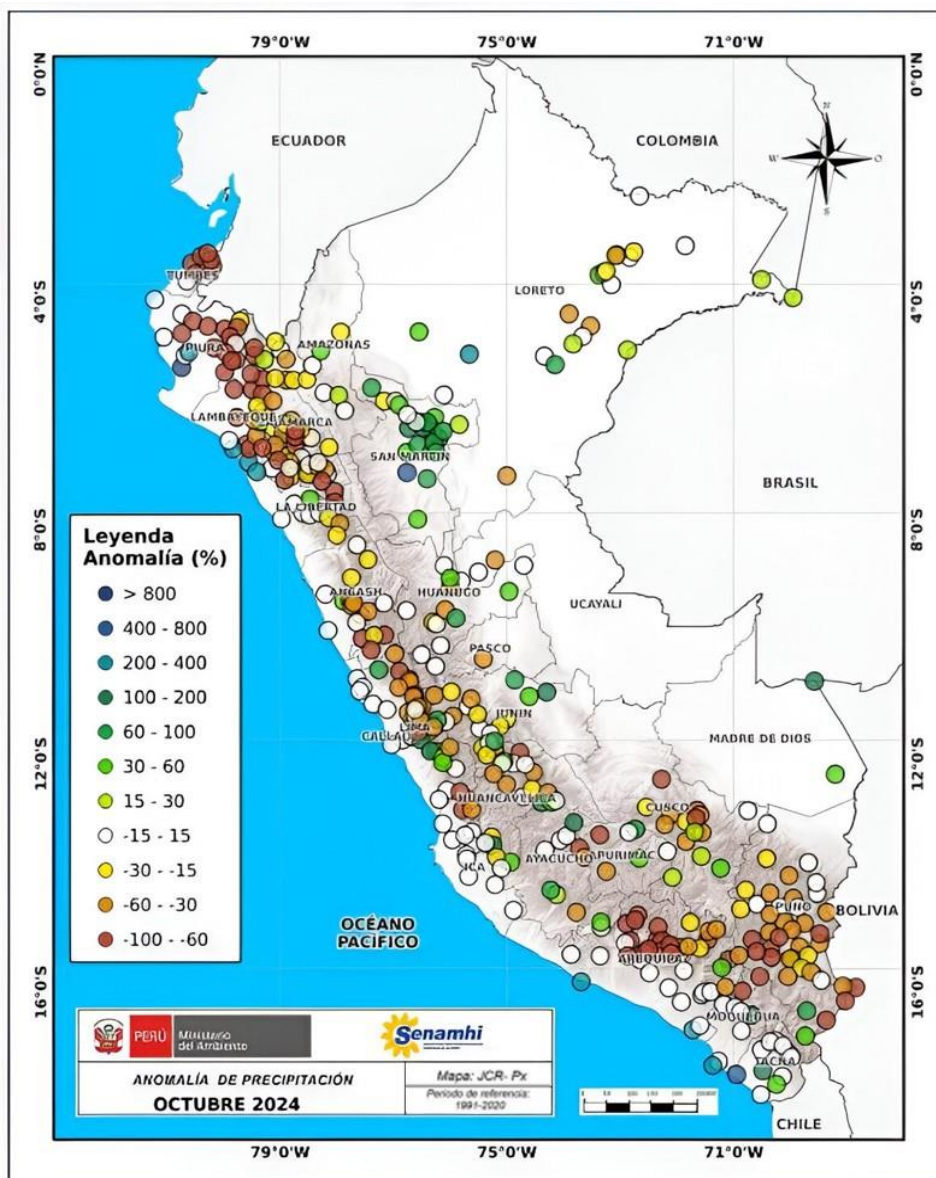 79°0'W 75°0'W 71°0'W
0°0'N 0°0'N
N
ECUADOR COLOMBIA
W O
S
TUMBES
LORETO
4°0'S 4°0'S
PIURA AMAZONAS
LAMBAYEQUE CAJAMARCA
SAN MARTIN
BRASIL
LA LIBERTAD
8°0'S 8°0'S
Leyenda
Anomalía (%)
> 800
400 - 800
200 - 400
100 - 200
60 - 100
30 - 60
15 - 30
-15 - 15
-30 - -15
-60 - -30
-100 - -60
ANCASH HUANUCO UCAYALI
PASCO
JUNIN
LIMA
CALLAO
MADRE DE DIOS
12°0'S 12°0'S
HUANCAVELICA CUSCO
ICA AYACUCHO APURIMAC
PUNO BOLIVIA
OCÉANO
PACÍFICO
AREQUIPA
16°0'S 16°0'S
MOQUEGUA
TACNA
CHILE
PERÚ Ministerio
del Ambiente
Senamhi
ANOMALÍA DE PRECIPITACIÓN
OCTUBRE 2024
Mapa: JCR- Px
Periodo de referencia:
1991-2020
79°0'W 75°0'W 71°0'W